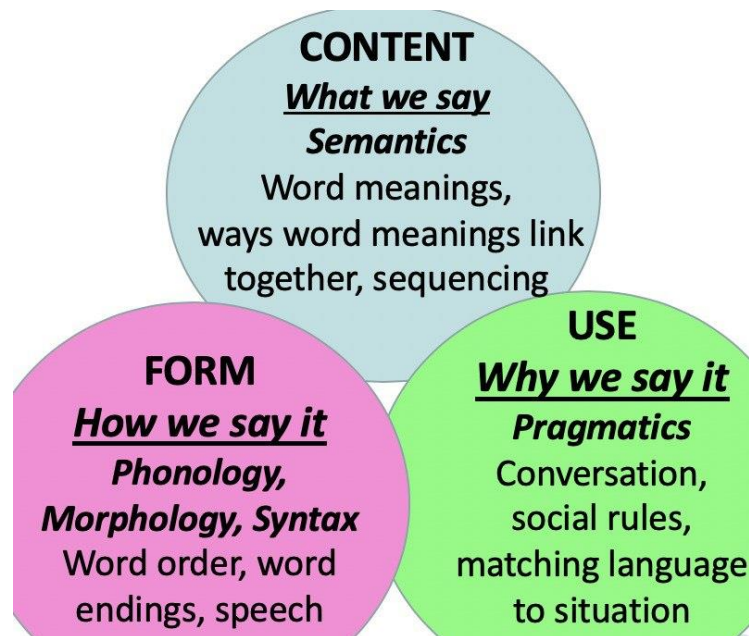 CONTENT
What we say
Semantics
Word meanings,
ways word meanings link
together, sequencing
FORM
How we say it
Phonology,
Morphology, Syntax
Word order, word
endings, speech
USE
Why we say it
Pragmatics
Conversation,
social rules,
matching language
to situation